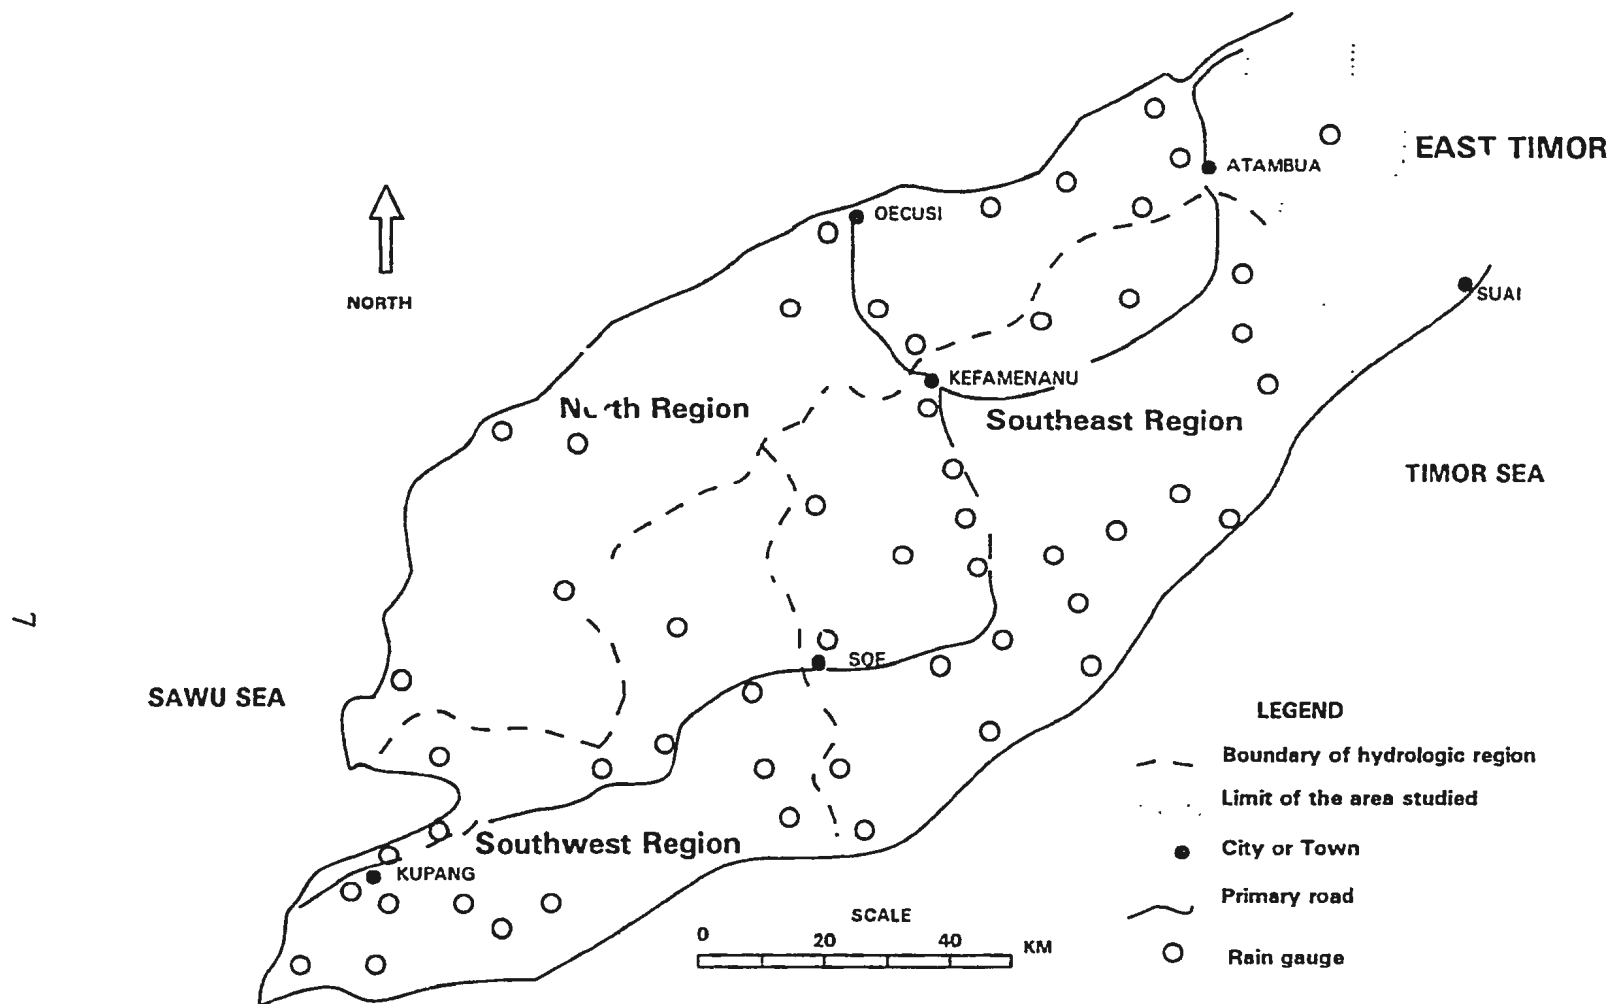 EAST TIMOR
ATAMBUA
OECUSI
SUAI
NORTH
KEFAMENANU
North Region
Southeast Region
TIMOR SEA
7
SOE
SAWU SEA
LEGEND
Boundary of hydrologic region
Limit of the area studied
Southwest Region
City or Town
KUPANG
Primary road
SCALE
0 20 40 KM
Rain gauge